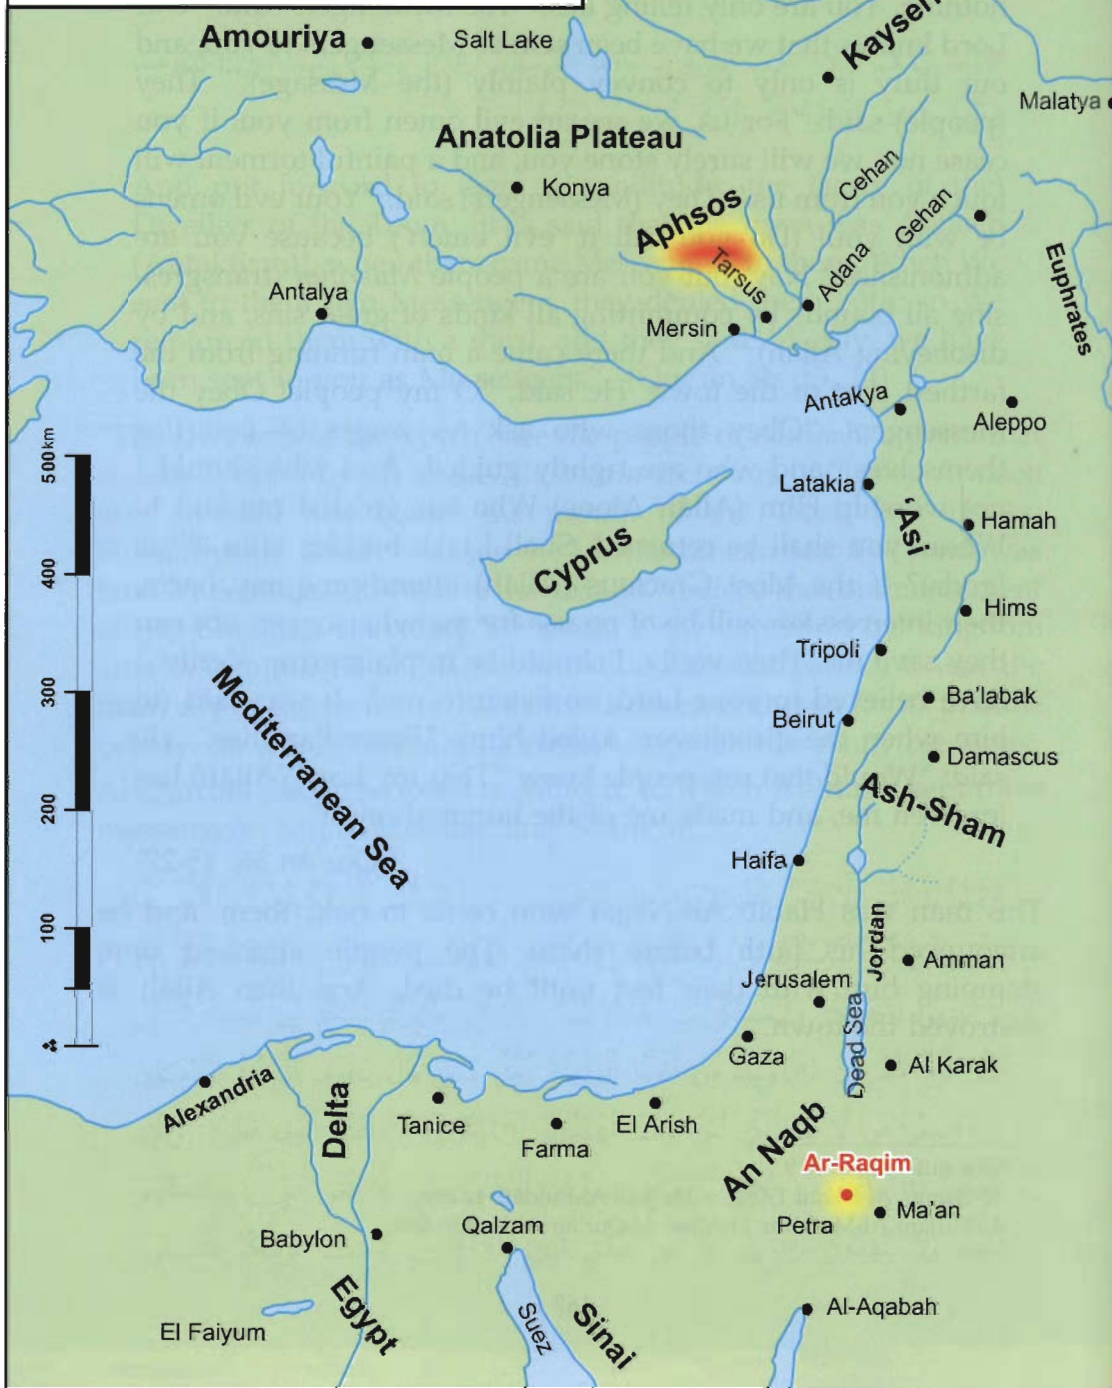 Amouriya
Salt Lake
Kayseri
Malatya
Anatolia Plateau
Konya
Cehan
Gehan
Aphsos
Tarsus
Adana
Euphrates
Antalya
Mersin
Antakya
Aleppo
500km
Latakia
'Asi
Hamah
400
Cyprus
Hims
Tripoli
300
Mediterranean Sea
Ba'labak
Beirut
Damascus
200
Ash-Sham
Haifa
100
Jordan
Amman
Jerusalem
Dead Sea
Gaza
Al Karak
Alexandria
Delta
Tanice
Farma
El Arish
An Naqb
Ar-Raqim
Ma'an
Petra
Babylon
Qalzam
Egypt
Suez
Sinai
Al-Aqabah
El Faiyum